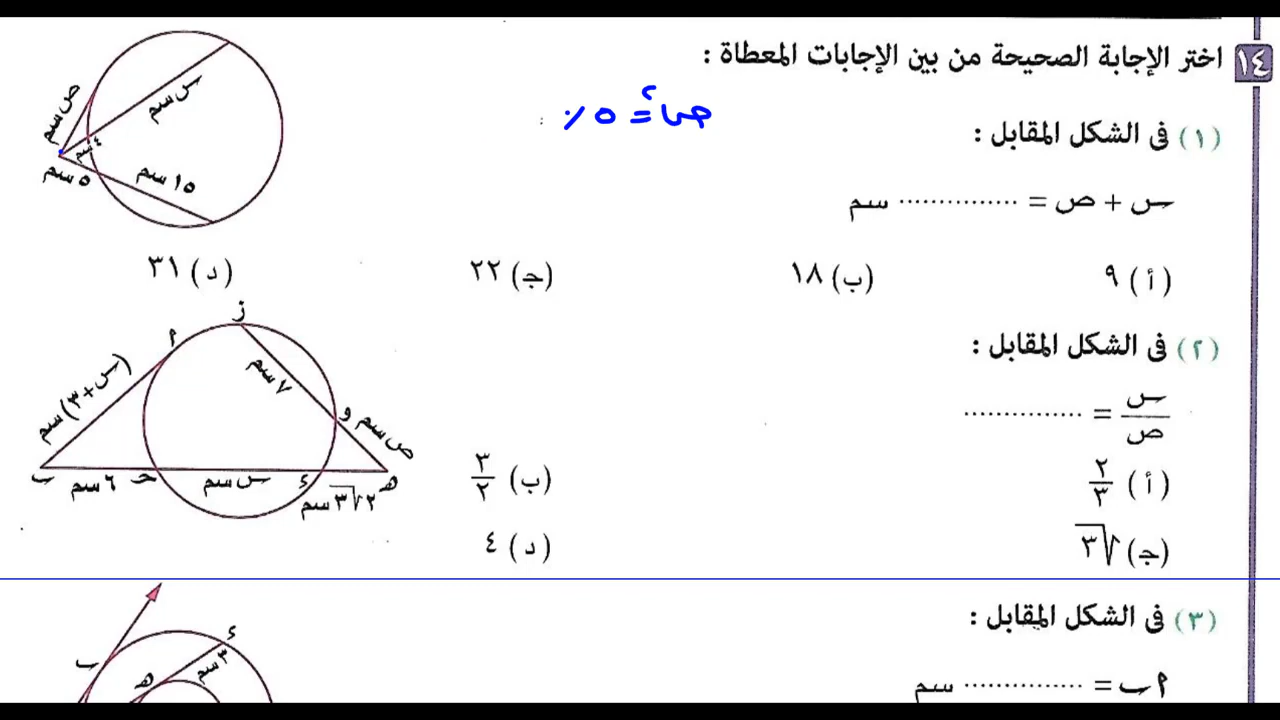 ١٤ اختر الإجابة الصحيحة من بين الإجابات المعطاة :
ص٢ = ٥ ×
(١) فى الشكل المقابل :
س + ص = ............... سم
(أ) ٩ (ب) ١٨ (جـ) ٢٢ (د) ٣١
ص سم
س سم
٤ سم
٥ سم
١٥ سم
(٢) فى الشكل المقابل :
س/ص = ...............
(أ) ٢/٣ (ب) ٣/٢
(جـ) √٣ (د) ٤
ز
م
(س + ٣) سم
٧ سم
و
ص سم
ب
٦ سم
حـ
س سم
ء
٢√٣ سم
هـ
(٣) فى الشكل المقابل :
م ب = ............... سم
ء
ب
هـ
٣ سم